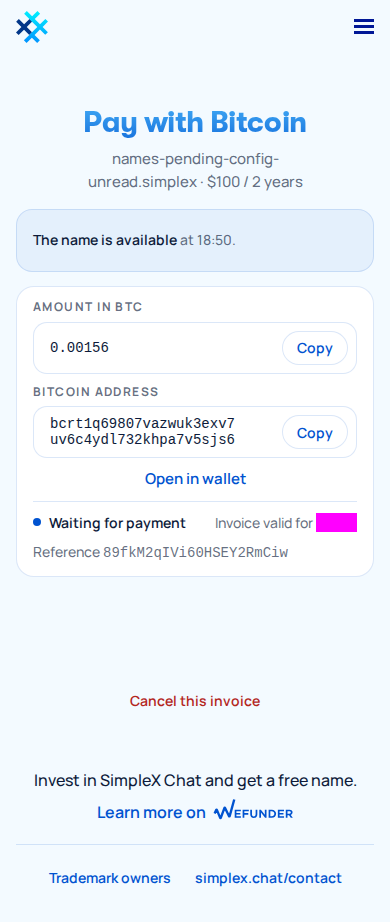 Pay with Bitcoin
names-pending-config-
unread.simplex · $100 / 2 years
The name is available at 18:50.
AMOUNT IN BTC
0.00156
Copy
BITCOIN ADDRESS
bcrt1q69807vazwuk3exv7
uv6c4ydl732khpa7v5sjs6
Copy
Open in wallet
Waiting for payment
Invoice valid for
Reference 89fkM2qIVi60HSEY2RmCiw
Cancel this invoice
Invest in SimpleX Chat and get a free name.
Learn more on WEFUNDER
Trademark owners
simplex.chat/contact